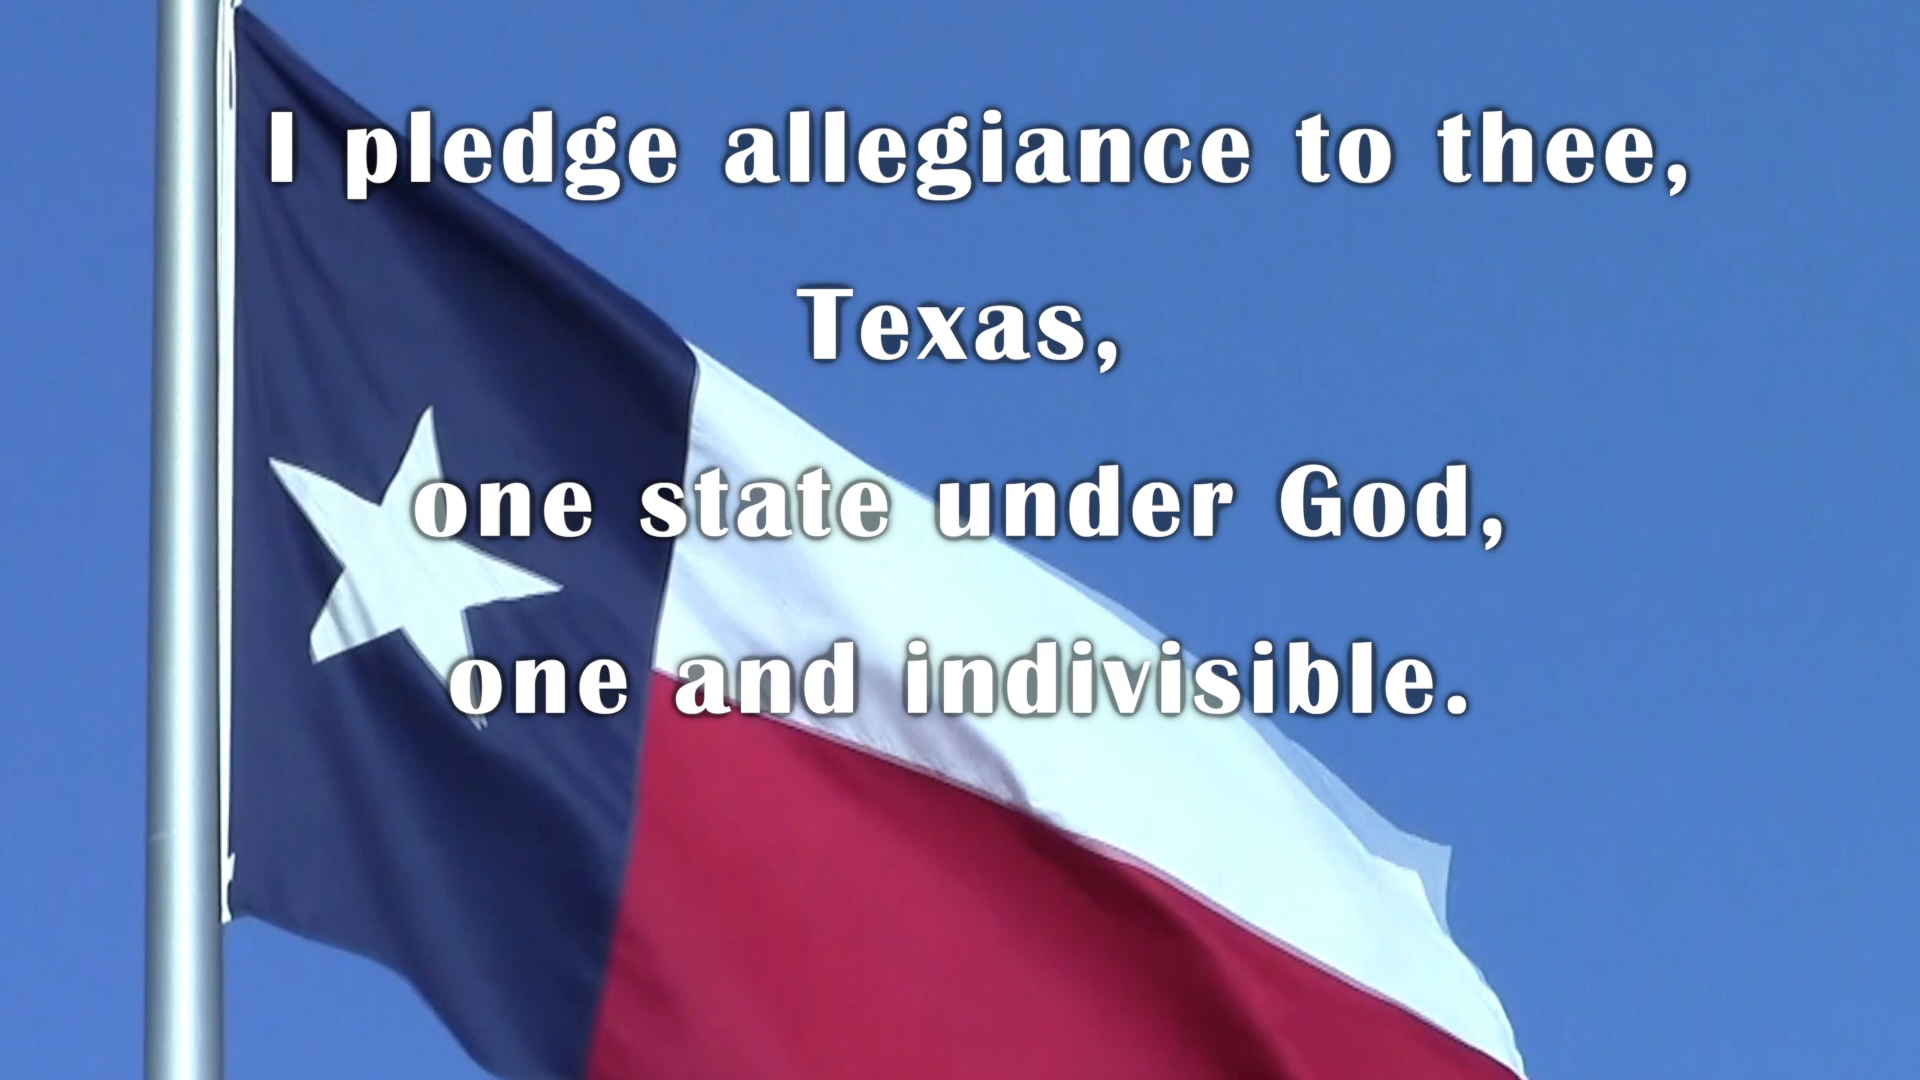 I pledge allegiance to thee,
Texas,
one state under God,
one and indivisible.